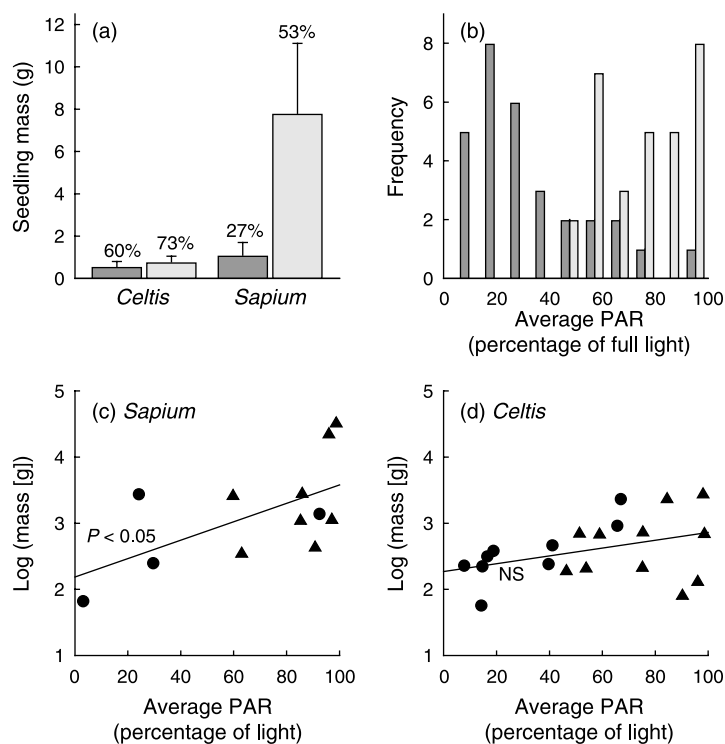 (a)
Seedling mass (g)
12
10
8
6
4
2
0
60%
73%
27%
53%
Celtis
Sapium
(b)
Frequency
8
6
4
2
0
0 20 40 60 80 100
Average PAR
(percentage of full light)
(c) Sapium
Log (mass [g])
5
4
3
2
1
P < 0.05
0 20 40 60 80 100
Average PAR
(percentage of light)
(d) Celtis
Log (mass [g])
5
4
3
2
1
NS
0 20 40 60 80 100
Average PAR
(percentage of light)